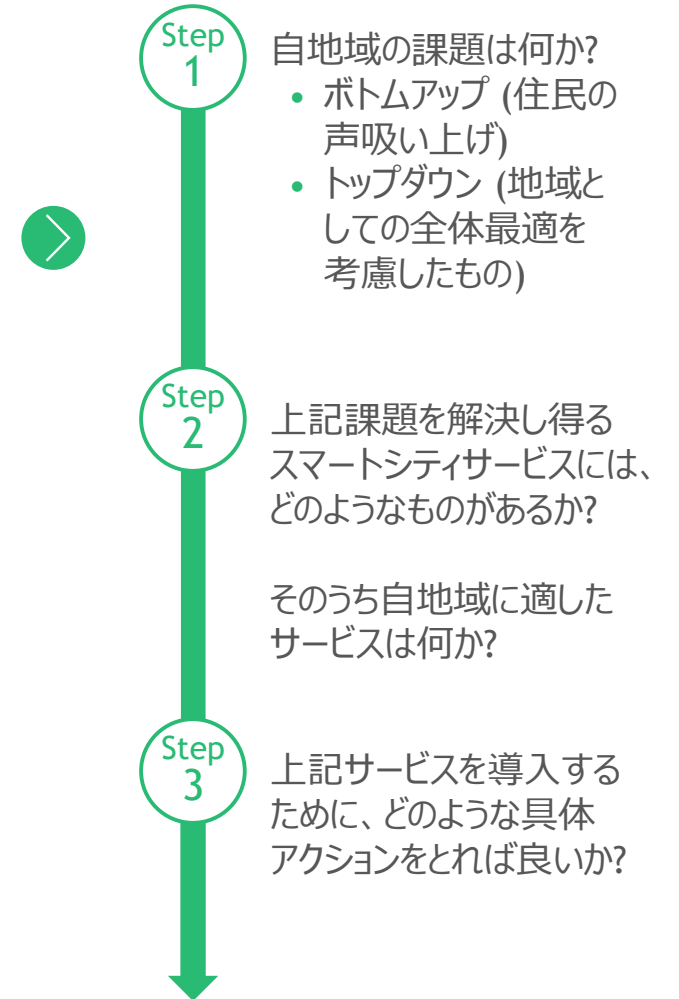 Step
1
自地域の課題は何か?
• ボトムアップ (住民の
声吸い上げ)
• トップダウン (地域と
しての全体最適を
考慮したもの)
Step
2
上記課題を解決し得る
スマートシティサービスには、
どのようなものがあるか?
そのうち自地域に適した
サービスは何か?
Step
3
上記サービスを導入する
ために、どのような具体
アクションをとれば良いか?